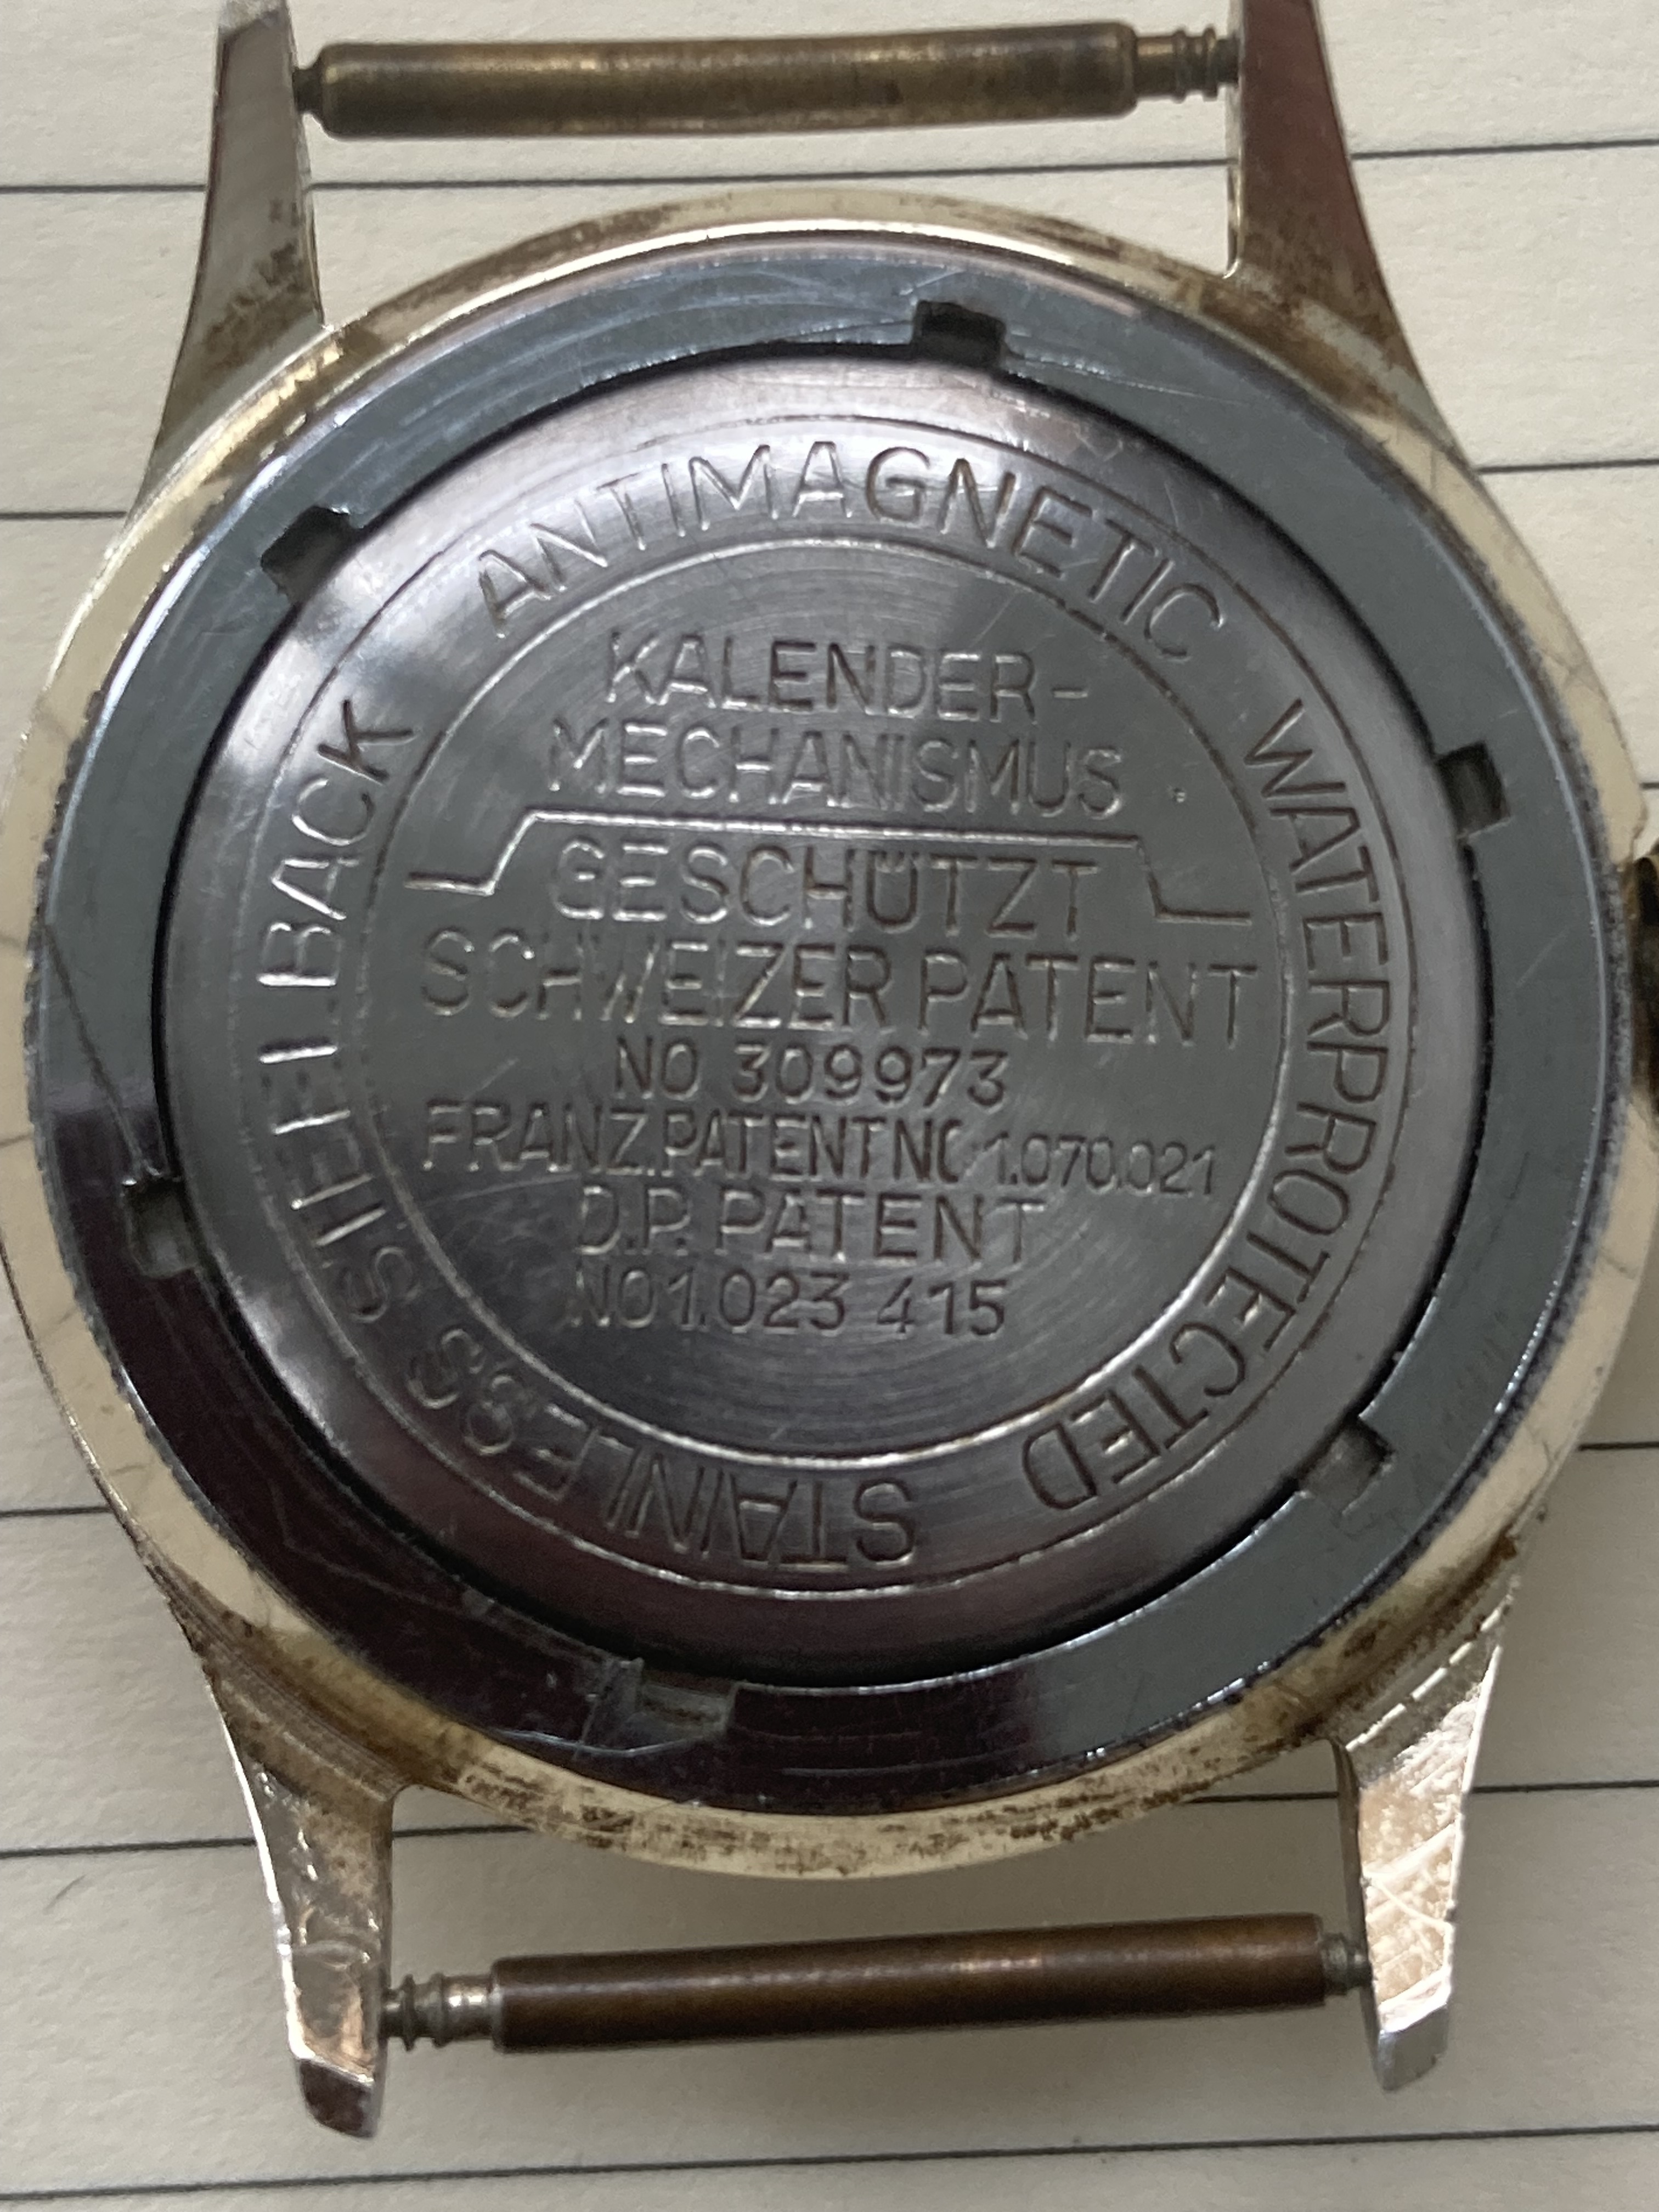 ANTIMAGNETIC WATERPROTECTED STAINLESS STEEL BACK
KALENDER-
MECHANISMUS
GESCHÜTZT
SCHWEIZER PATENT
NO 309973
FRANZ.PATENT NO 1.070.021
D.P. PATENT
NO 1.023 415